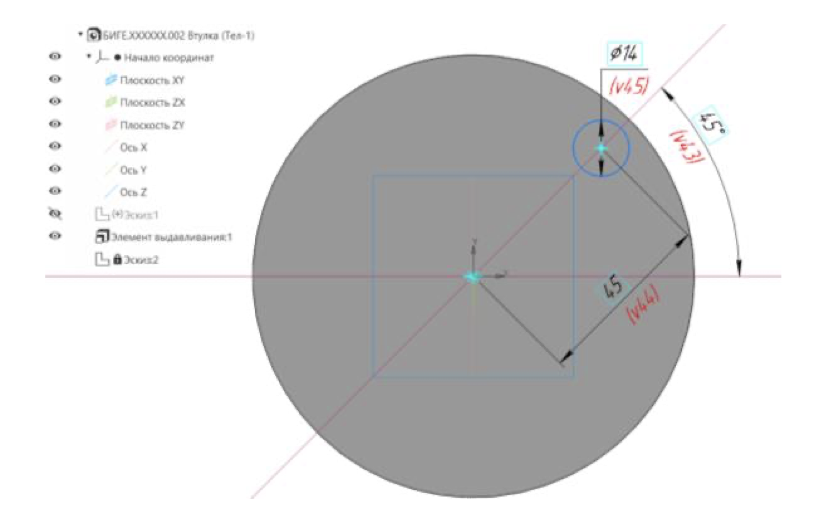 БИГЕ.XXXXXX.002 Втулка (Тел-1)
Начало координат
Плоскость XY
Плоскость ZX
Плоскость ZY
Ось X
Ось Y
Ось Z
(+) Эскиз:1
Элемент выдавливания:1
Эскиз:2
Ø14
(v45)
45°
(v43)
45
(v44)
Y